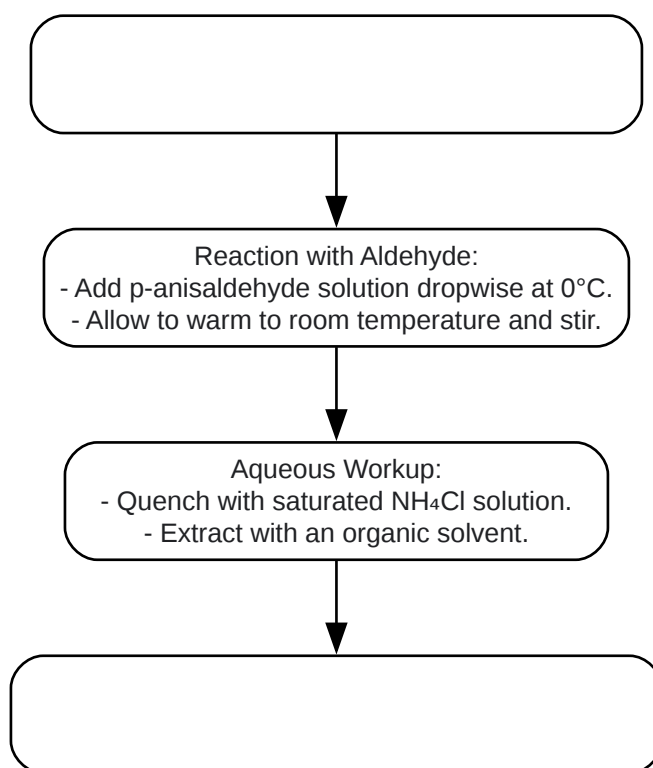 Reaction with Aldehyde:
- Add p-anisaldehyde solution dropwise at 0°C.
- Allow to warm to room temperature and stir.
Aqueous Workup:
- Quench with saturated NH₄Cl solution.
- Extract with an organic solvent.